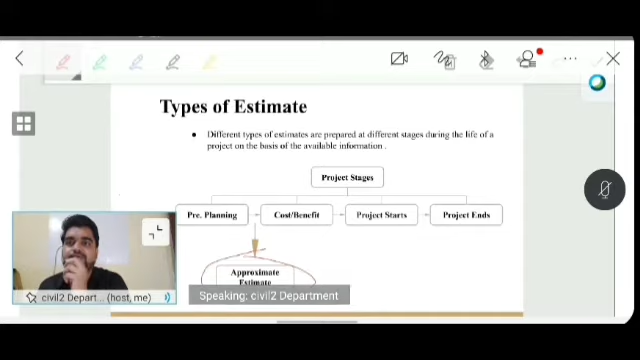 Types of Estimate
● Different types of estimates are prepared at different stages during the life of a
project on the basis of the available information .
Project Stages
Pre. Planning
Cost/Benefit
Project Starts
Project Ends
Approximate
Estimate
Speaking: civil2 Department
civil2 Depart... (host, me)